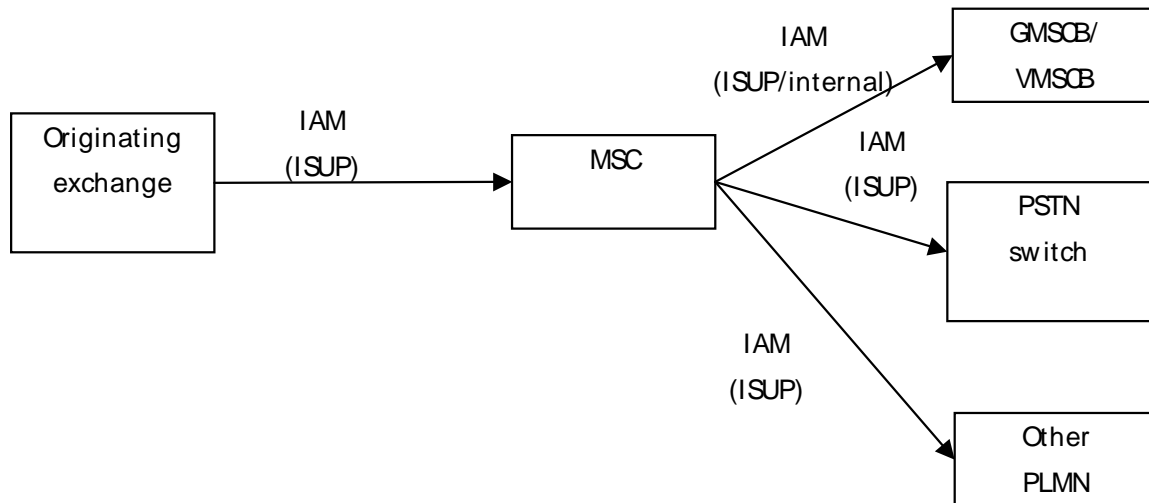 Originating
exchange
IAM
(ISUP)
MSC
IAM
(ISUP/internal)
GMSCB/
VMSCB
IAM
(ISUP)
PSTN
switch
IAM
(ISUP)
Other
PLMN